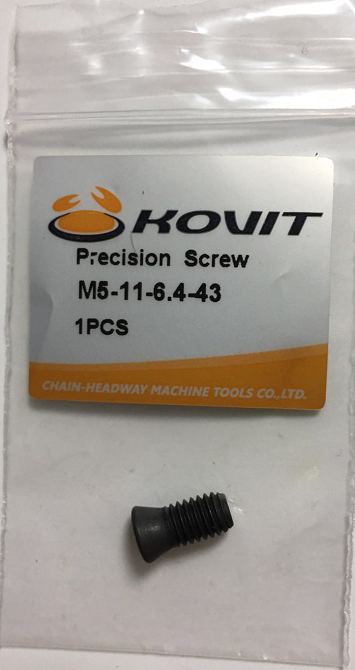 KOVIT
Precision Screw
M5-11-6.4-43
1PCS
CHAIN-HEADWAY MACHINE TOOLS CO.,LTD.